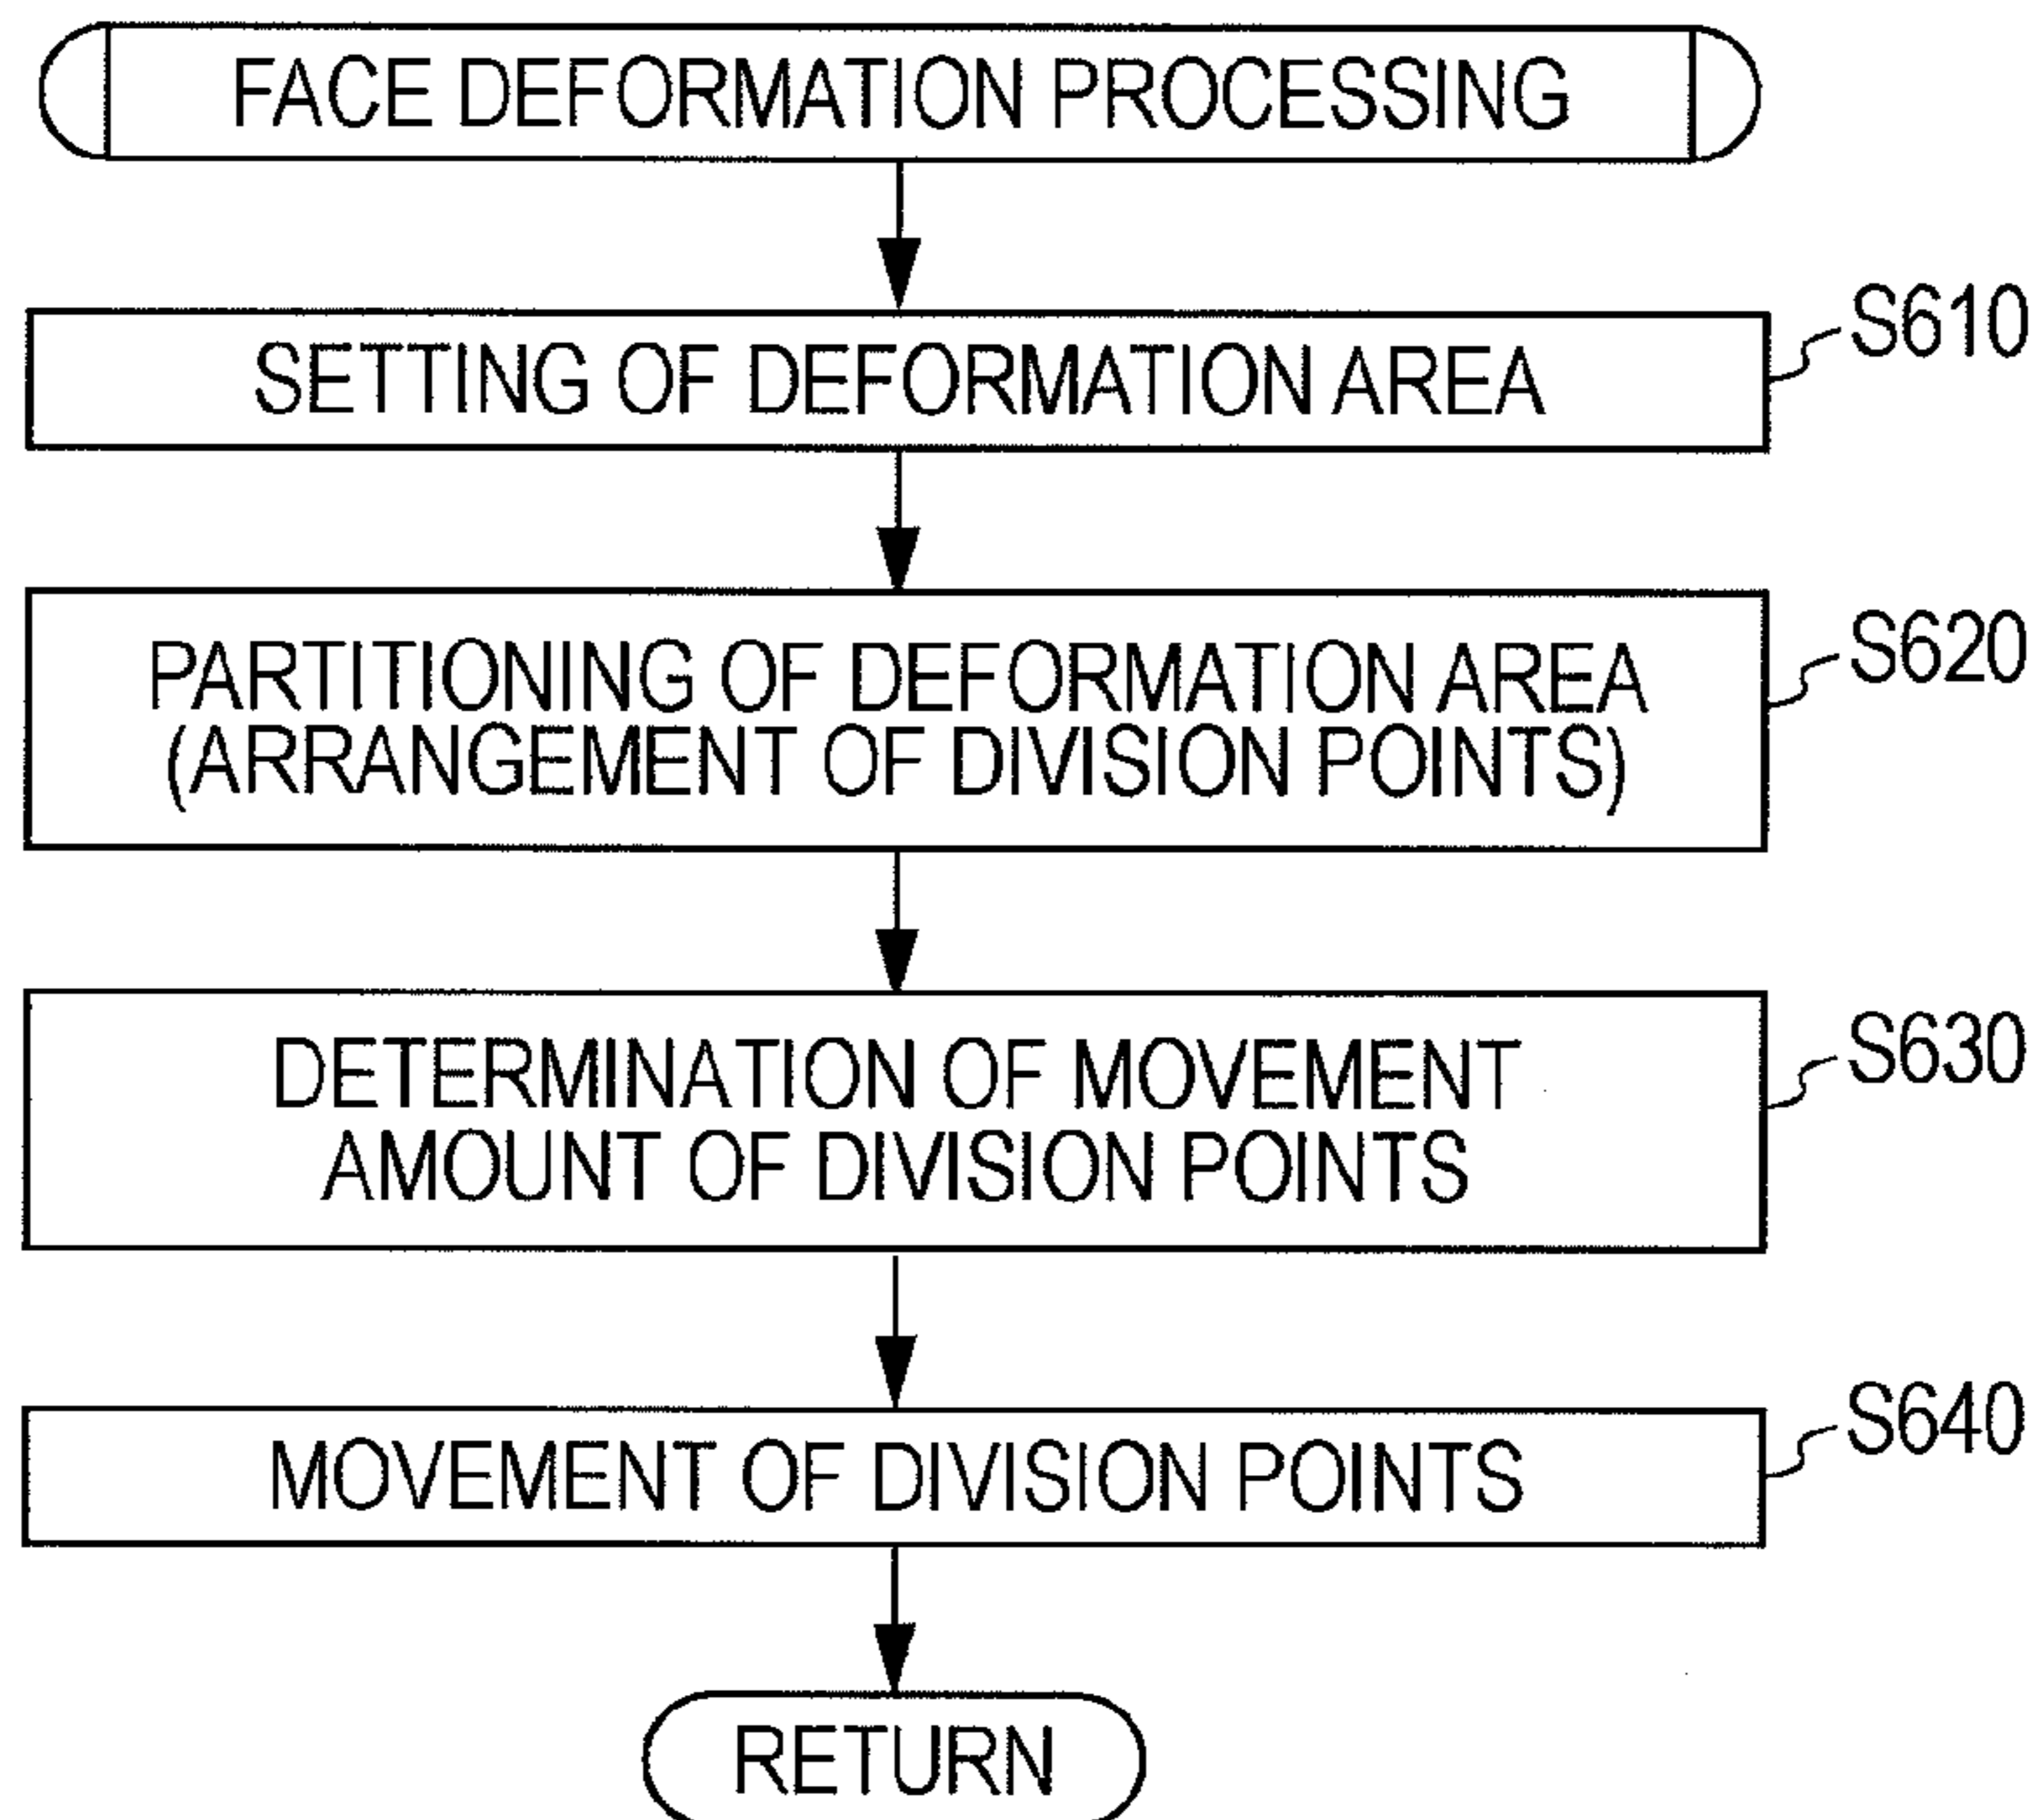 FACE DEFORMATION PROCESSING
S610
SETTING OF DEFORMATION AREA
S620
PARTITIONING OF DEFORMATION AREA
(ARRANGEMENT OF DIVISION POINTS)
S630
DETERMINATION OF MOVEMENT
AMOUNT OF DIVISION POINTS
S640
MOVEMENT OF DIVISION POINTS
RETURN